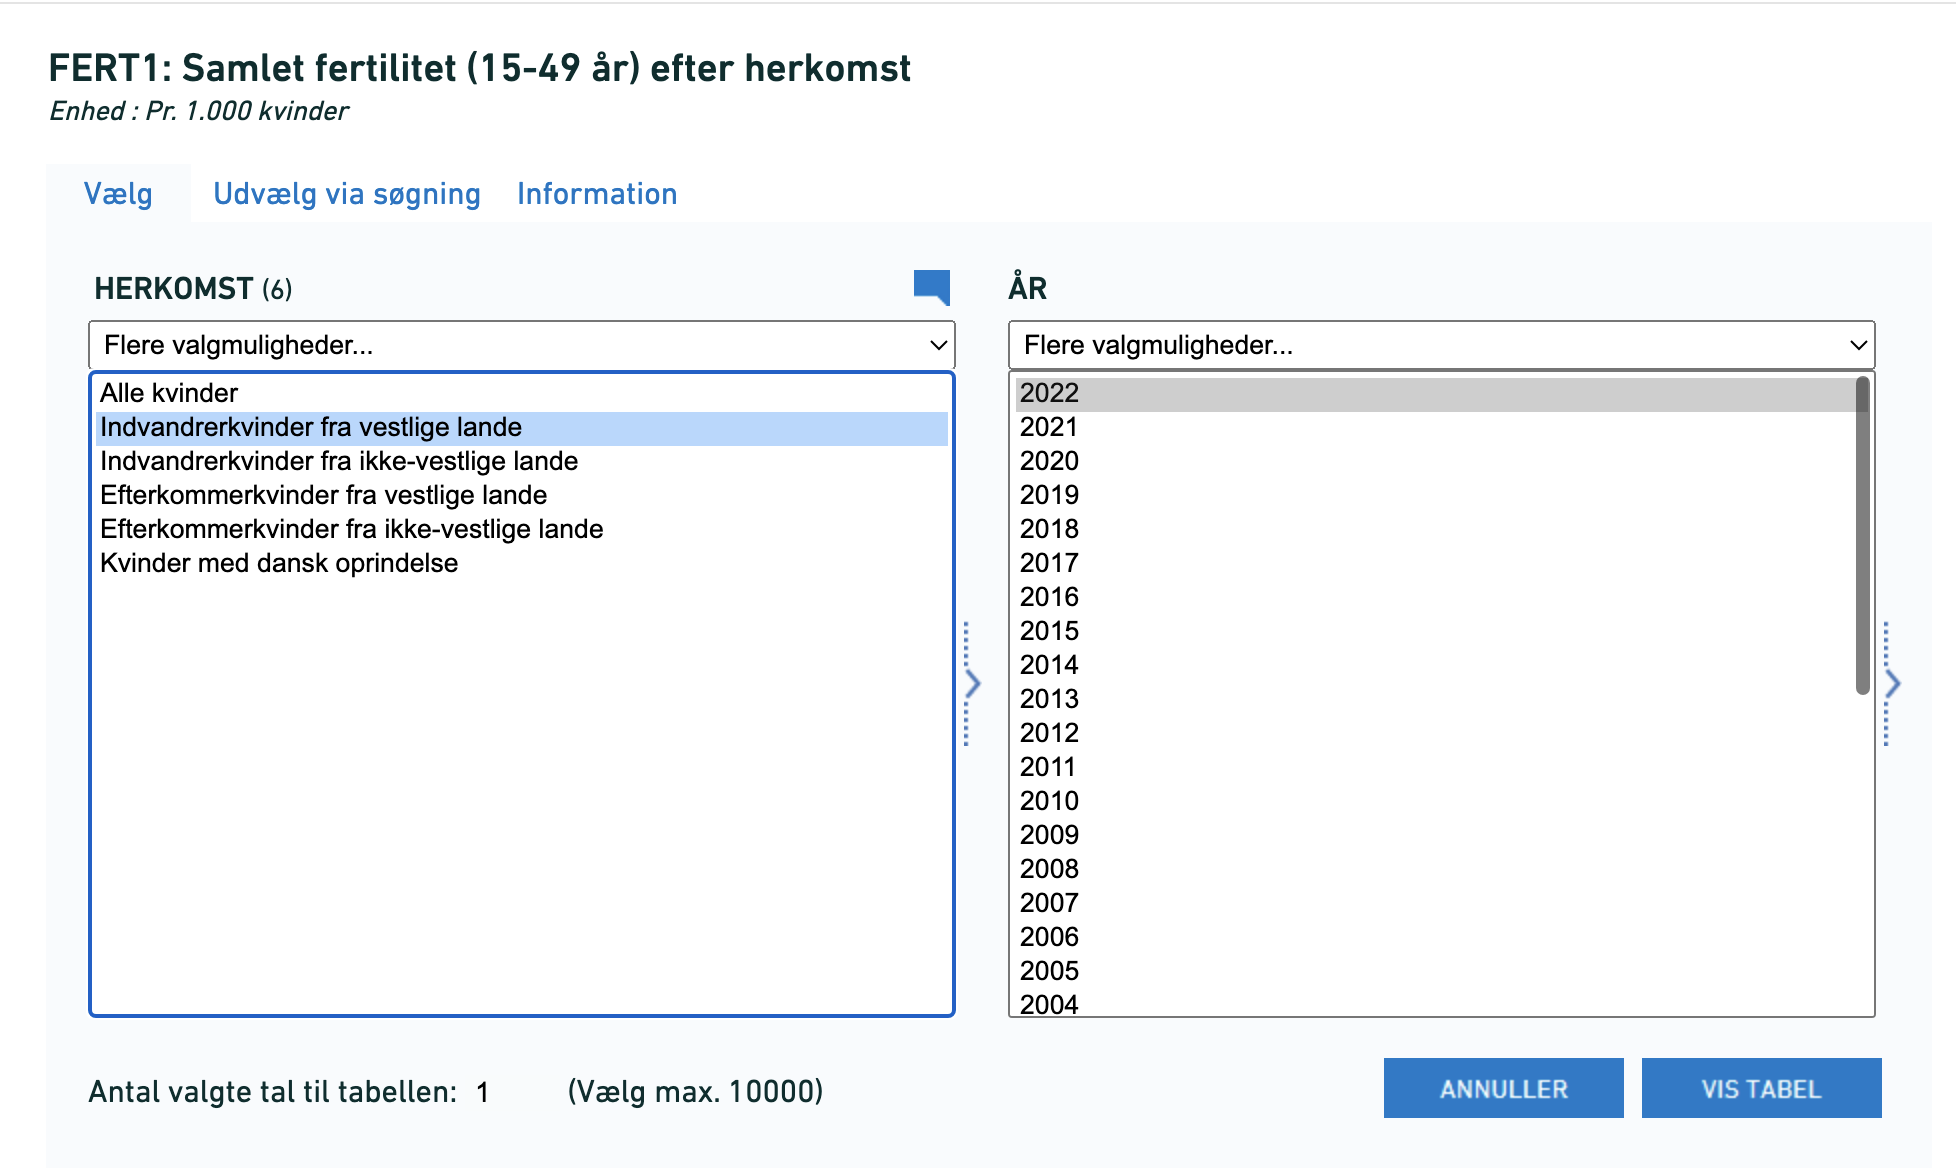 FERT1: Samlet fertilitet (15-49 år) efter herkomst
Enhed : Pr. 1.000 kvinder
Vælg
Udvælg via søgning
Information
HERKOMST (6)
Flere valgmuligheder...
Alle kvinder
Indvandrerkvinder fra vestlige lande
Indvandrerkvinder fra ikke-vestlige lande
Efterkommerkvinder fra vestlige lande
Efterkommerkvinder fra ikke-vestlige lande
Kvinder med dansk oprindelse
ÅR
Flere valgmuligheder...
2022
2021
2020
2019
2018
2017
2016
2015
2014
2013
2012
2011
2010
2009
2008
2007
2006
2005
2004
Antal valgte tal til tabellen: 1
(Vælg max. 10000)
ANNULLER
VIS TABEL